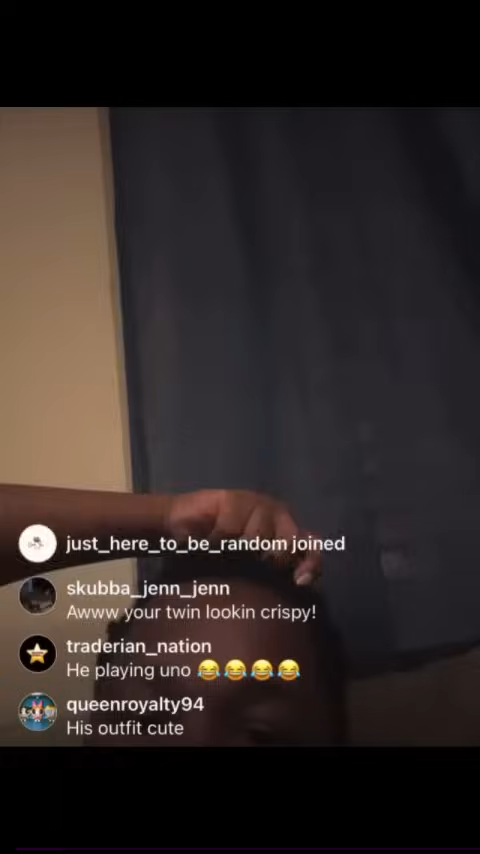 just_here_to_be_random joined
skubba_jenn_jenn
Awww your twin lookin crispy!
traderian_nation
He playing uno 😂😂😂😂
queenroyalty94
His outfit cute